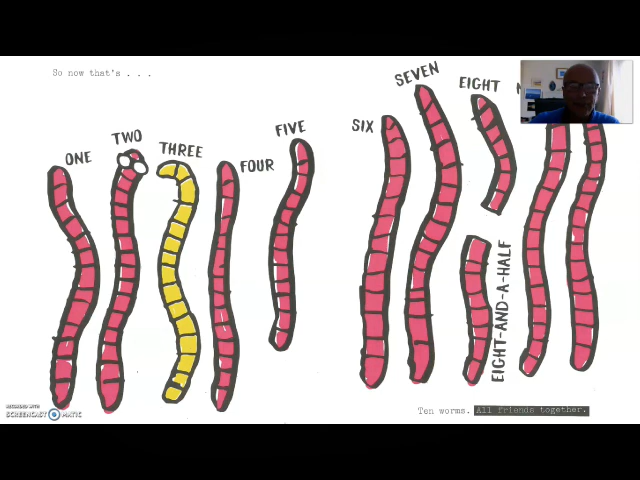 So now that's . . .
ONE
TWO
THREE
FOUR
FIVE
SIX
SEVEN
EIGHT
EIGHT-AND-A-HALF
Ten worms. All friends together.
RECORDED WITH
SCREENCAST-O-MATIC